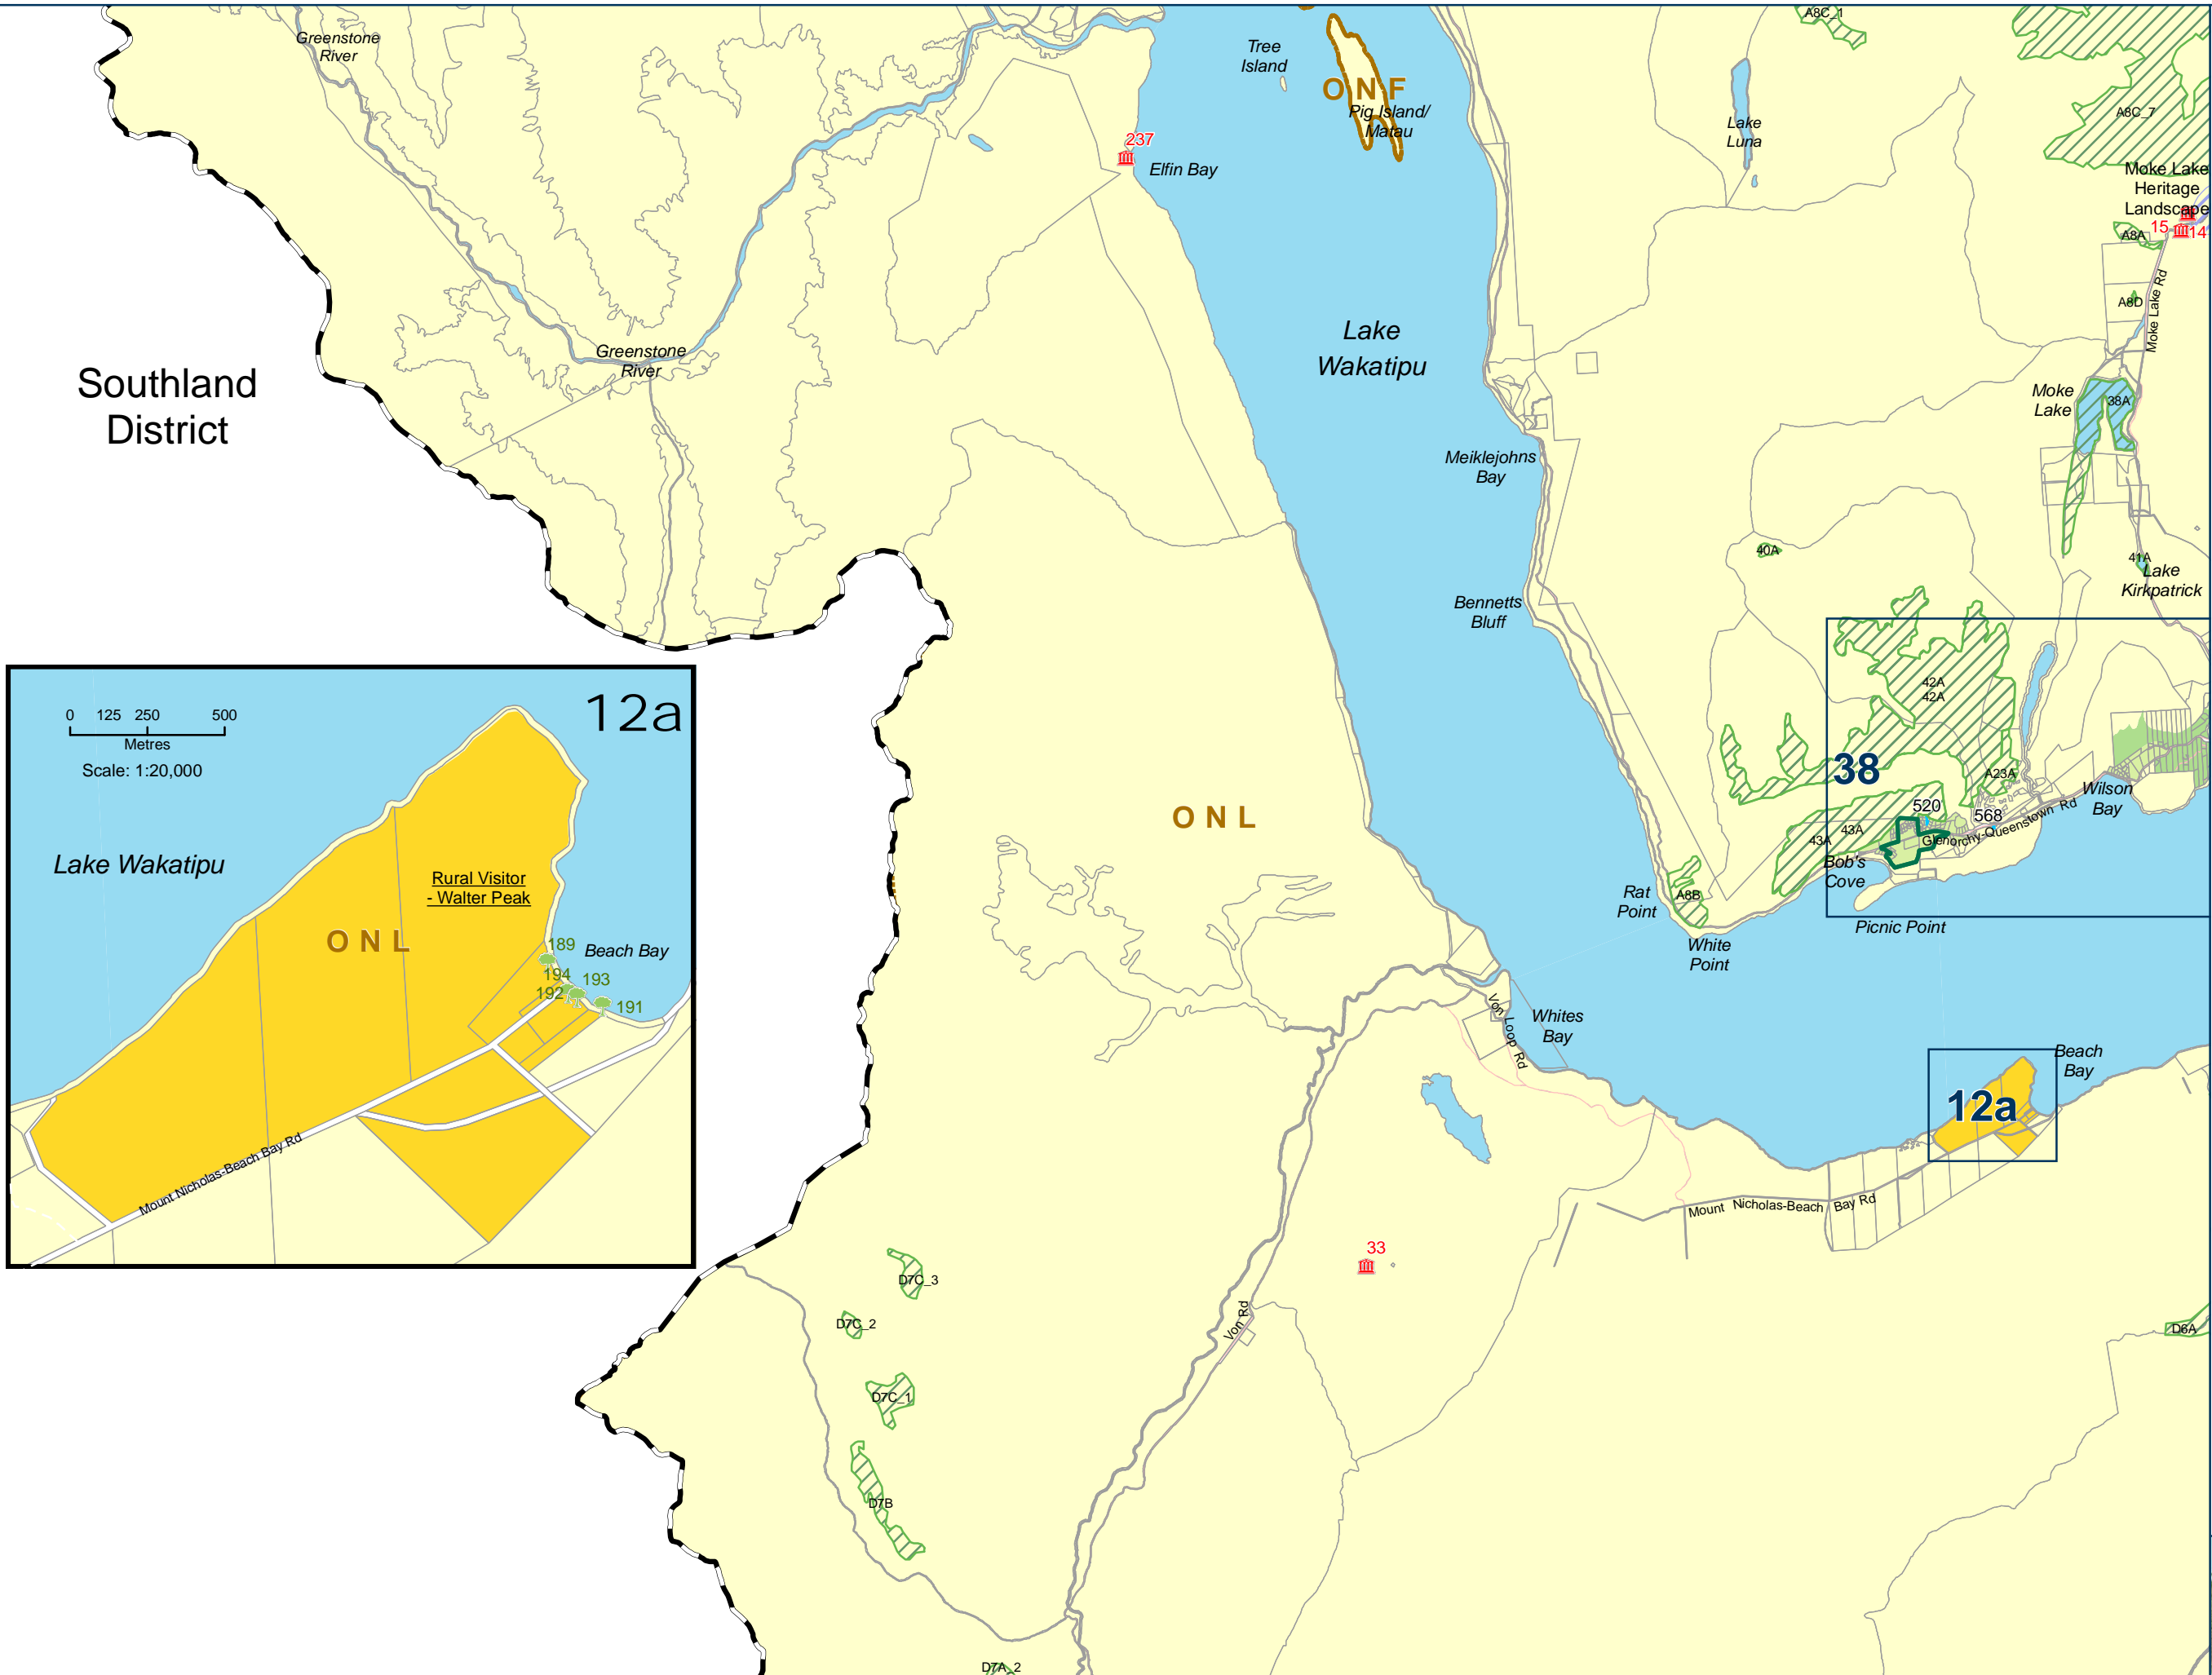 A8C_1
Greenstone
River
Tree
Island
O N F
Pig Island/
Matau
A8C_7
Lake
Luna
237
Elfin Bay
Moke Lake
Heritage
Landscape
15
14
A8A
A8D
Moke Lake Rd
Lake
Wakatipu
Greenstone
River
Southland
District
Moke
Lake
38A
Meiklejohns
Bay
40A
41A
Lake
Kirkpatrick
Bennetts
Bluff
42A
42A
38
A23A
Wilson
Bay
520
568
Glenorchy-Queenstown Rd
43A
43A
Bob's
Cove
Picnic Point
O N L
Rat
Point
A8B
White
Point
12a
0 125 250 500
Metres
Scale: 1:20,000
Lake Wakatipu
Rural Visitor
- Walter Peak
O N L
189
Beach Bay
194
193
192
191
Mount Nicholas-Beach Bay Rd
Von Loop Rd
Whites
Bay
Beach
Bay
12a
Mount Nicholas-Beach Bay Rd
33
D7C_3
D7C_2
Von Rd
D6A
D7C_1
D7B
D7A_2